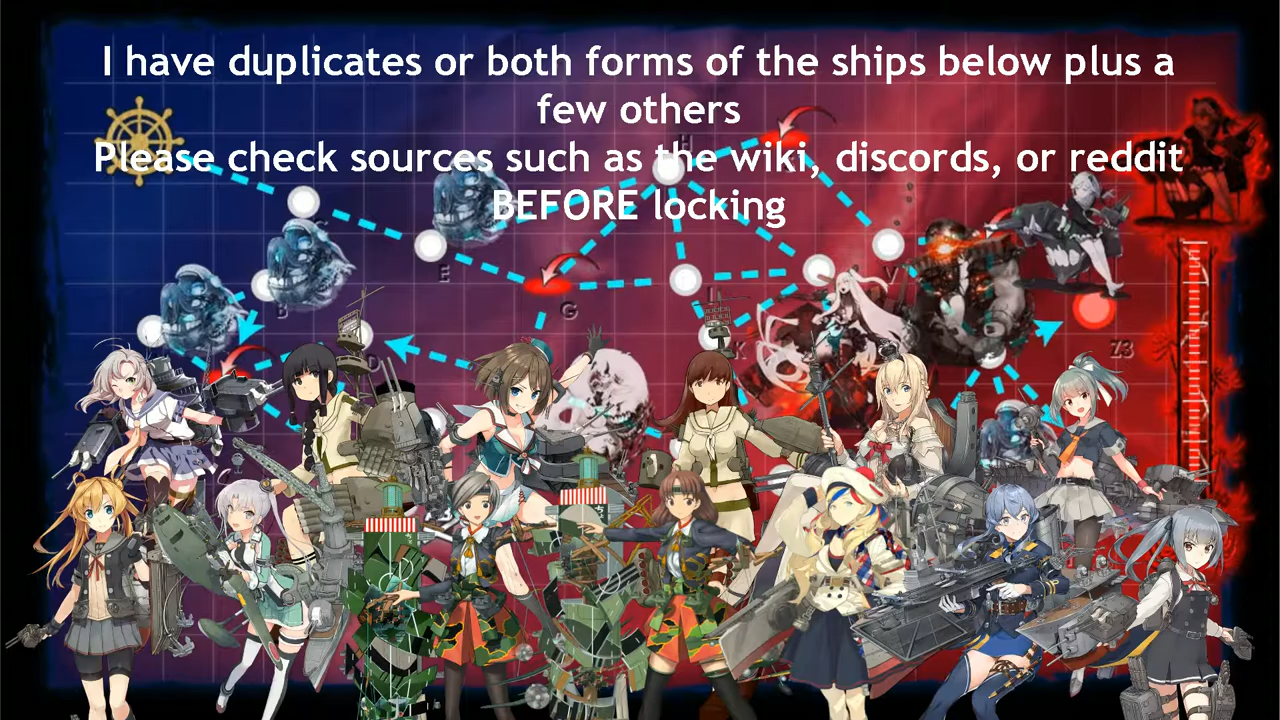 I have duplicates or both forms of the ships below plus a
few others
Please check sources such as the wiki, discords, or reddit
BEFORE locking
H
E
V
I
B
G
Z3
D
K